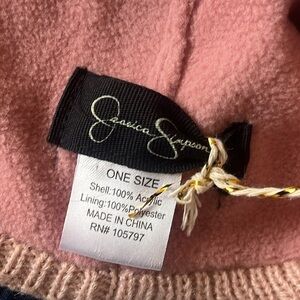 Jessica Simpson
ONE SIZE
Shell:100% Acrylic
Lining:100%Polyester
MADE IN CHINA
RN# 105797